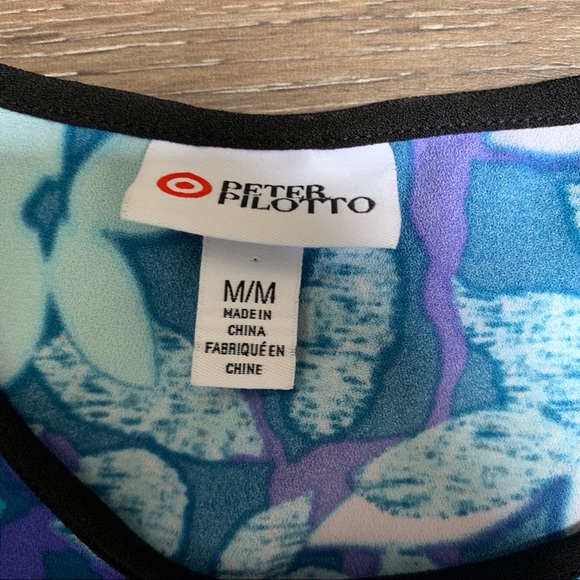 PETER
PILOTTO
M/M
MADE IN
CHINA
FABRIQUÉ EN
CHINE